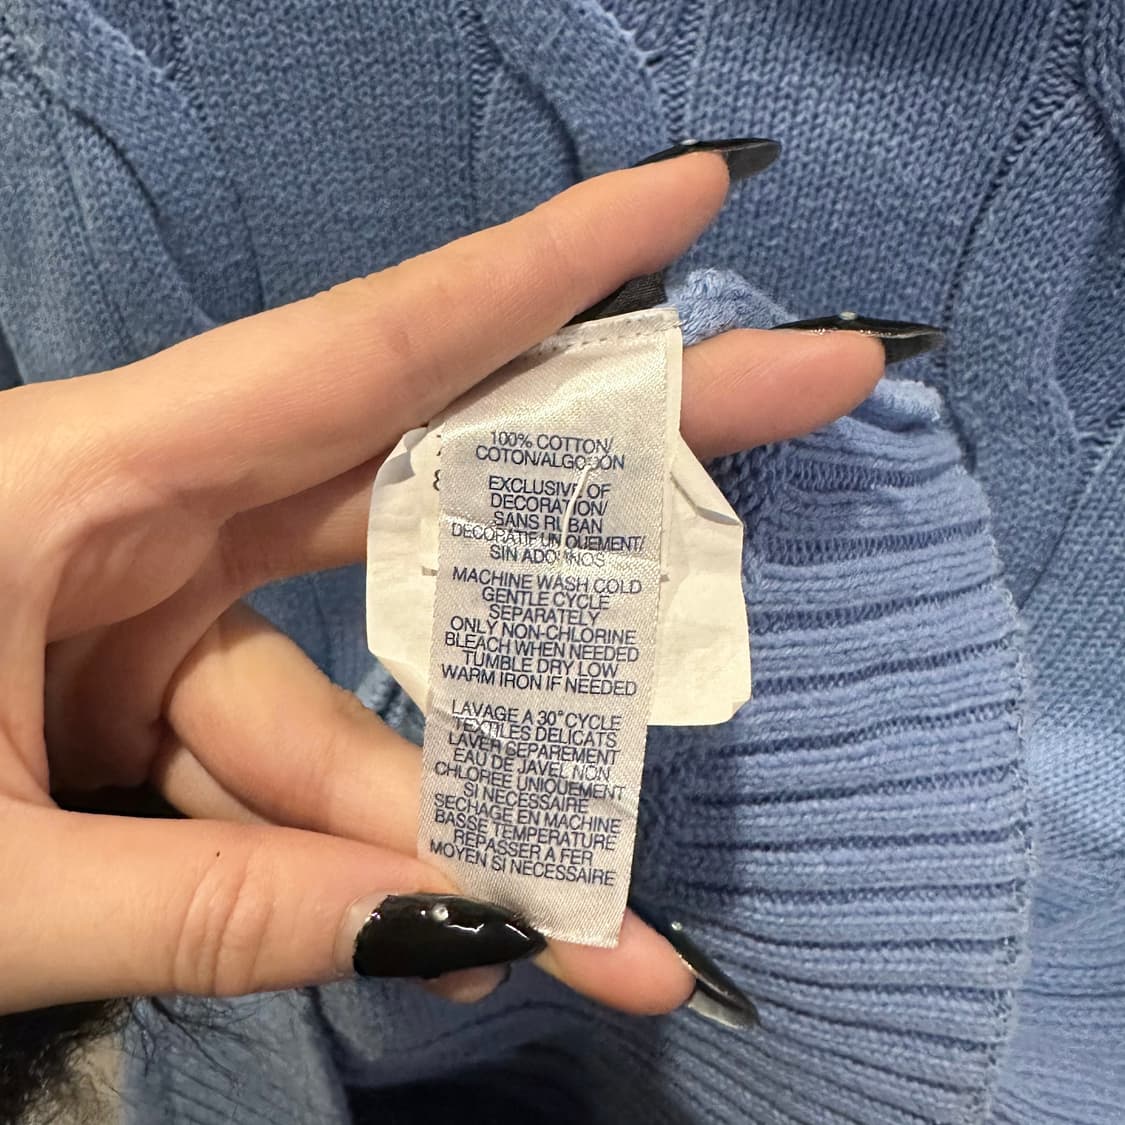 100% COTTON/
COTON/ALGODÓN
EXCLUSIVE OF
DECORATION/
SANS RUBAN
DECORATIF UNIQUEMENT/
SIN ADORNOS
MACHINE WASH COLD
GENTLE CYCLE
SEPARATELY
ONLY NON-CHLORINE
BLEACH WHEN NEEDED
TUMBLE DRY LOW
WARM IRON IF NEEDED
LAVAGE A 30° CYCLE
TEXTILES DELICATS
LAVER SEPAREMENT
EAU DE JAVEL NON
CHLOREE UNIQUEMENT
SI NECESSAIRE
SECHAGE EN MACHINE
BASSE TEMPERATURE
REPASSER A FER
MOYEN SI NECESSAIRE